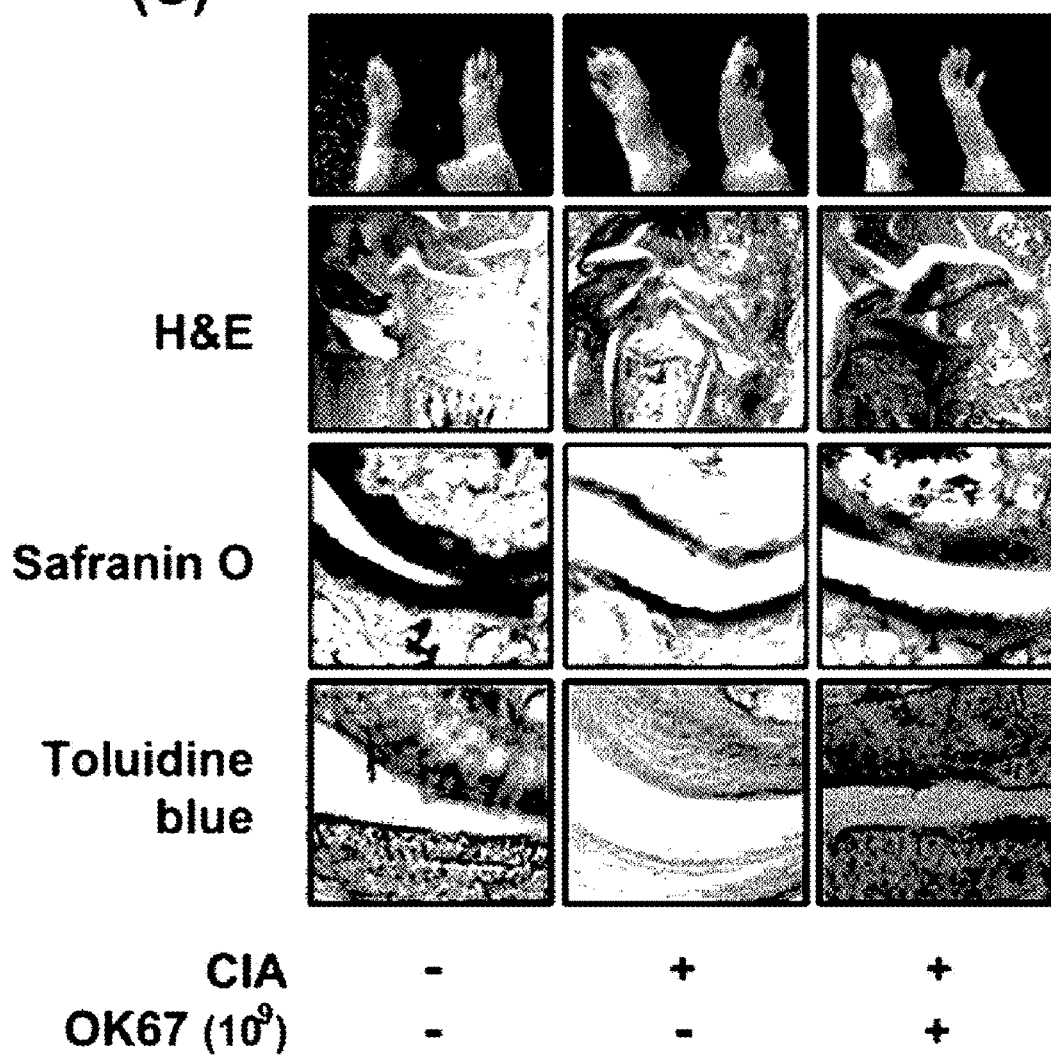 H&E
Safranin O
Toluidine
blue
CIA - + +
OK67 (10⁹) - - +